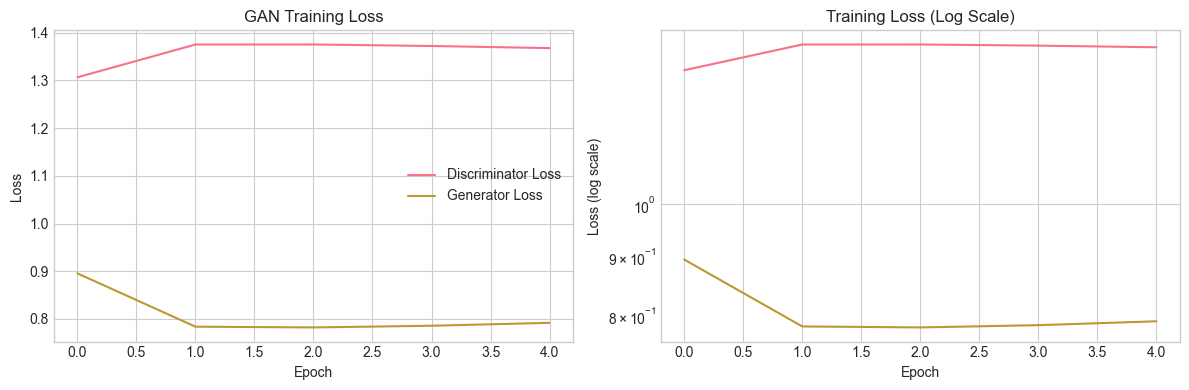 GAN Training Loss
1.4
1.3
1.2
1.1
1.0
0.9
0.8
Loss
Discriminator Loss
Generator Loss
0.0 0.5 1.0 1.5 2.0 2.5 3.0 3.5 4.0
Epoch
Training Loss (Log Scale)
Loss (log scale)
10⁰
9 × 10⁻¹
8 × 10⁻¹
0.0 0.5 1.0 1.5 2.0 2.5 3.0 3.5 4.0
Epoch